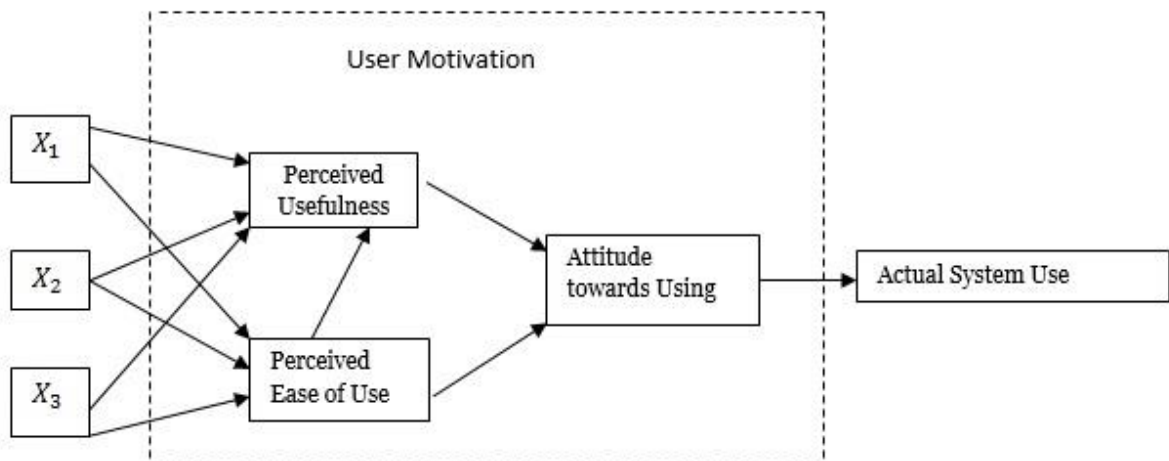 User Motivation
X₁
Perceived
Usefulness
X₂
Attitude
towards Using
Actual System Use
X₃
Perceived
Ease of Use